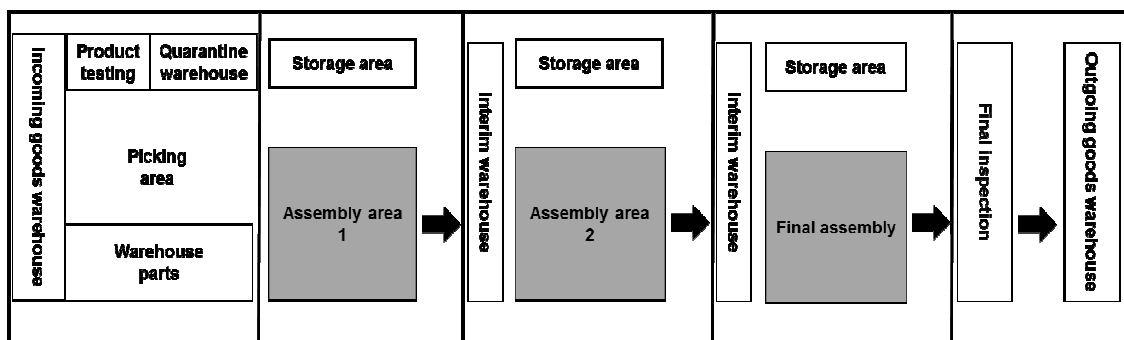 Incoming goods warehouse
Product
testing
Quarantine
warehouse
Picking
area
Warehouse
parts
Storage area
Assembly area
1
Interim warehouse
Storage area
Assembly area
2
Interim warehouse
Storage area
Final assembly
Final inspection
Outgoing goods warehouse